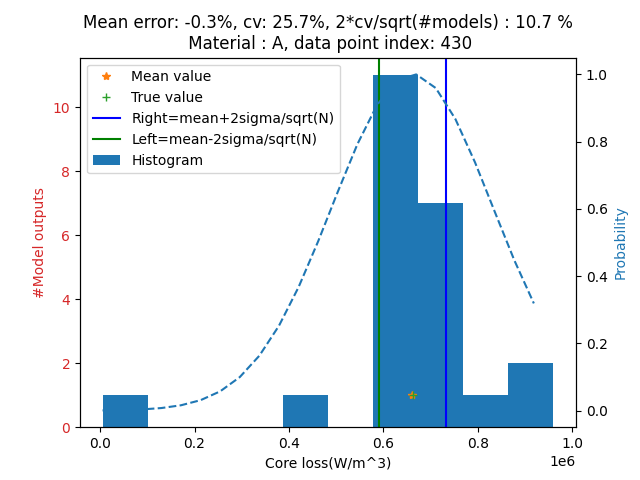 Mean error: -0.3%, cv: 25.7%, 2*cv/sqrt(#models) : 10.7 %
Material : A, data point index: 430
Mean value
True value
Right=mean+2sigma/sqrt(N)
Left=mean-2sigma/sqrt(N)
Histogram
#Model outputs
10
8
6
4
2
0
1.0
0.8
0.6
0.4
0.2
0.0
Probability
0.0 0.2 0.4 0.6 0.8 1.0
1e6
Core loss(W/m^3)